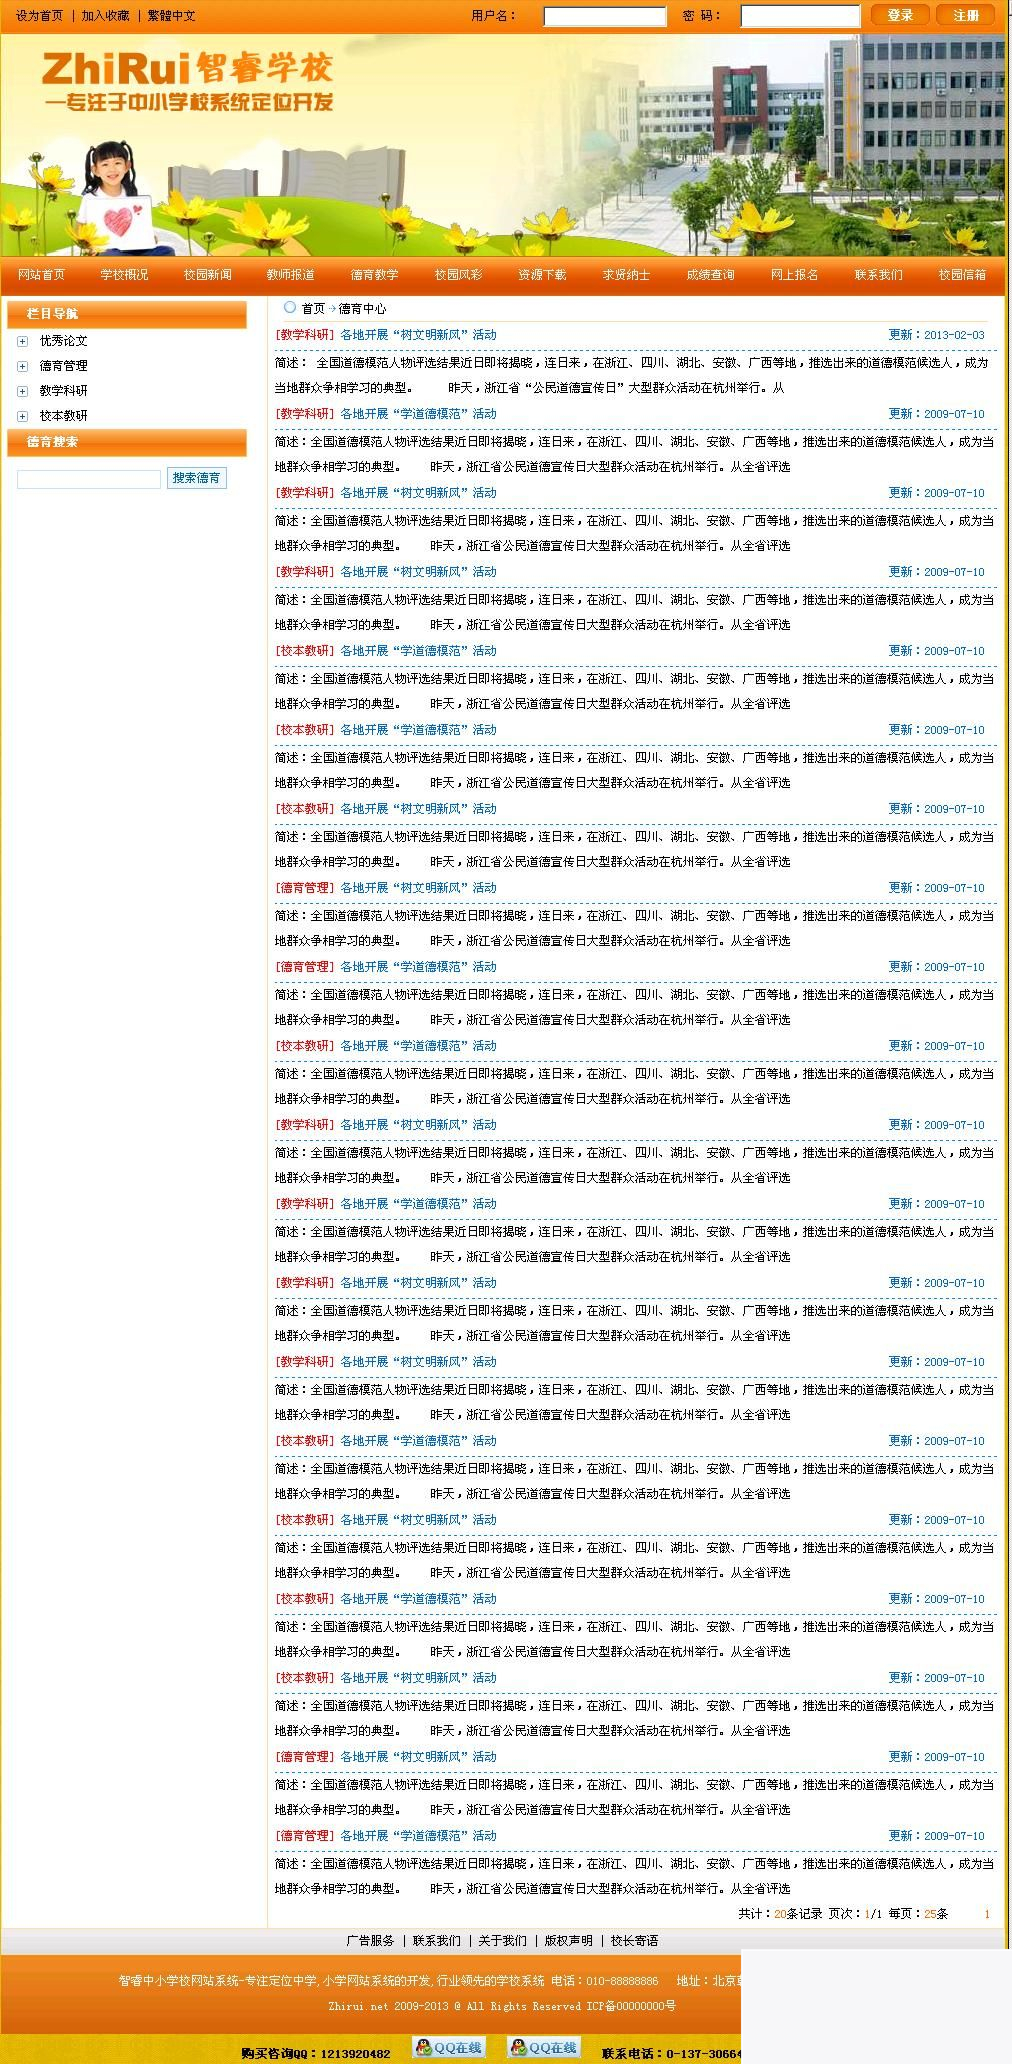 设为首页 | 加入收藏 | 繁體中文 用户名： 密 码： 登录 注册
ZhiRui智睿学校
—专注于中小学校系统定位开发
网站首页 学校概况 校园新闻 教师报道 德育教学 校园风彩 资源下载 求贤纳士 成绩查询 网上报名 联系我们 校园信箱
栏目导航
优秀论文
德育管理
教学科研
校本教研
德育搜索
搜索德育
首页→德育中心
[教学科研] 各地开展“树文明新风”活动 更新：2013-02-03
简述： 全国道德模范人物评选结果近日即将揭晓，连日来，在浙江、四川、湖北、安徽、广西等地，推选出来的道德模范候选人，成为
当地群众争相学习的典型。 昨天，浙江省“公民道德宣传日”大型群众活动在杭州举行。从
[教学科研] 各地开展“学道德模范”活动 更新：2009-07-10
简述：全国道德模范人物评选结果近日即将揭晓，连日来，在浙江、四川、湖北、安徽、广西等地，推选出来的道德模范候选人，成为当
地群众争相学习的典型。 昨天，浙江省公民道德宣传日大型群众活动在杭州举行。从全省评选
[教学科研] 各地开展“树文明新风”活动 更新：2009-07-10
简述：全国道德模范人物评选结果近日即将揭晓，连日来，在浙江、四川、湖北、安徽、广西等地，推选出来的道德模范候选人，成为当
地群众争相学习的典型。 昨天，浙江省公民道德宣传日大型群众活动在杭州举行。从全省评选
[教学科研] 各地开展“树文明新风”活动 更新：2009-07-10
简述：全国道德模范人物评选结果近日即将揭晓，连日来，在浙江、四川、湖北、安徽、广西等地，推选出来的道德模范候选人，成为当
地群众争相学习的典型。 昨天，浙江省公民道德宣传日大型群众活动在杭州举行。从全省评选
[校本教研] 各地开展“学道德模范”活动 更新：2009-07-10
简述：全国道德模范人物评选结果近日即将揭晓，连日来，在浙江、四川、湖北、安徽、广西等地，推选出来的道德模范候选人，成为当
地群众争相学习的典型。 昨天，浙江省公民道德宣传日大型群众活动在杭州举行。从全省评选
[校本教研] 各地开展“学道德模范”活动 更新：2009-07-10
简述：全国道德模范人物评选结果近日即将揭晓，连日来，在浙江、四川、湖北、安徽、广西等地，推选出来的道德模范候选人，成为当
地群众争相学习的典型。 昨天，浙江省公民道德宣传日大型群众活动在杭州举行。从全省评选
[校本教研] 各地开展“树文明新风”活动 更新：2009-07-10
简述：全国道德模范人物评选结果近日即将揭晓，连日来，在浙江、四川、湖北、安徽、广西等地，推选出来的道德模范候选人，成为当
地群众争相学习的典型。 昨天，浙江省公民道德宣传日大型群众活动在杭州举行。从全省评选
[德育管理] 各地开展“树文明新风”活动 更新：2009-07-10
简述：全国道德模范人物评选结果近日即将揭晓，连日来，在浙江、四川、湖北、安徽、广西等地，推选出来的道德模范候选人，成为当
地群众争相学习的典型。 昨天，浙江省公民道德宣传日大型群众活动在杭州举行。从全省评选
[德育管理] 各地开展“学道德模范”活动 更新：2009-07-10
简述：全国道德模范人物评选结果近日即将揭晓，连日来，在浙江、四川、湖北、安徽、广西等地，推选出来的道德模范候选人，成为当
地群众争相学习的典型。 昨天，浙江省公民道德宣传日大型群众活动在杭州举行。从全省评选
[校本教研] 各地开展“学道德模范”活动 更新：2009-07-10
简述：全国道德模范人物评选结果近日即将揭晓，连日来，在浙江、四川、湖北、安徽、广西等地，推选出来的道德模范候选人，成为当
地群众争相学习的典型。 昨天，浙江省公民道德宣传日大型群众活动在杭州举行。从全省评选
[教学科研] 各地开展“树文明新风”活动 更新：2009-07-10
简述：全国道德模范人物评选结果近日即将揭晓，连日来，在浙江、四川、湖北、安徽、广西等地，推选出来的道德模范候选人，成为当
地群众争相学习的典型。 昨天，浙江省公民道德宣传日大型群众活动在杭州举行。从全省评选
[教学科研] 各地开展“学道德模范”活动 更新：2009-07-10
简述：全国道德模范人物评选结果近日即将揭晓，连日来，在浙江、四川、湖北、安徽、广西等地，推选出来的道德模范候选人，成为当
地群众争相学习的典型。 昨天，浙江省公民道德宣传日大型群众活动在杭州举行。从全省评选
[教学科研] 各地开展“树文明新风”活动 更新：2009-07-10
简述：全国道德模范人物评选结果近日即将揭晓，连日来，在浙江、四川、湖北、安徽、广西等地，推选出来的道德模范候选人，成为当
地群众争相学习的典型。 昨天，浙江省公民道德宣传日大型群众活动在杭州举行。从全省评选
[教学科研] 各地开展“树文明新风”活动 更新：2009-07-10
简述：全国道德模范人物评选结果近日即将揭晓，连日来，在浙江、四川、湖北、安徽、广西等地，推选出来的道德模范候选人，成为当
地群众争相学习的典型。 昨天，浙江省公民道德宣传日大型群众活动在杭州举行。从全省评选
[校本教研] 各地开展“学道德模范”活动 更新：2009-07-10
简述：全国道德模范人物评选结果近日即将揭晓，连日来，在浙江、四川、湖北、安徽、广西等地，推选出来的道德模范候选人，成为当
地群众争相学习的典型。 昨天，浙江省公民道德宣传日大型群众活动在杭州举行。从全省评选
[校本教研] 各地开展“树文明新风”活动 更新：2009-07-10
简述：全国道德模范人物评选结果近日即将揭晓，连日来，在浙江、四川、湖北、安徽、广西等地，推选出来的道德模范候选人，成为当
地群众争相学习的典型。 昨天，浙江省公民道德宣传日大型群众活动在杭州举行。从全省评选
[校本教研] 各地开展“学道德模范”活动 更新：2009-07-10
简述：全国道德模范人物评选结果近日即将揭晓，连日来，在浙江、四川、湖北、安徽、广西等地，推选出来的道德模范候选人，成为当
地群众争相学习的典型。 昨天，浙江省公民道德宣传日大型群众活动在杭州举行。从全省评选
[校本教研] 各地开展“树文明新风”活动 更新：2009-07-10
简述：全国道德模范人物评选结果近日即将揭晓，连日来，在浙江、四川、湖北、安徽、广西等地，推选出来的道德模范候选人，成为当
地群众争相学习的典型。 昨天，浙江省公民道德宣传日大型群众活动在杭州举行。从全省评选
[德育管理] 各地开展“树文明新风”活动 更新：2009-07-10
简述：全国道德模范人物评选结果近日即将揭晓，连日来，在浙江、四川、湖北、安徽、广西等地，推选出来的道德模范候选人，成为当
地群众争相学习的典型。 昨天，浙江省公民道德宣传日大型群众活动在杭州举行。从全省评选
[德育管理] 各地开展“学道德模范”活动 更新：2009-07-10
简述：全国道德模范人物评选结果近日即将揭晓，连日来，在浙江、四川、湖北、安徽、广西等地，推选出来的道德模范候选人，成为当
地群众争相学习的典型。 昨天，浙江省公民道德宣传日大型群众活动在杭州举行。从全省评选
共计：20条记录 页次：1/1 每页：25条 1
广告服务 | 联系我们 | 关于我们 | 版权声明 | 校长寄语
智睿中小学校网站系统-专注定位中学,小学网站系统的开发,行业领先的学校系统 电话：010-88888886 地址：北京
Zhirui.net 2009-2013 @ All Rights Reserved ICP备00000000号
购买咨询QQ：1213920482 QQ在线 QQ在线 联系电话：0-137-30664